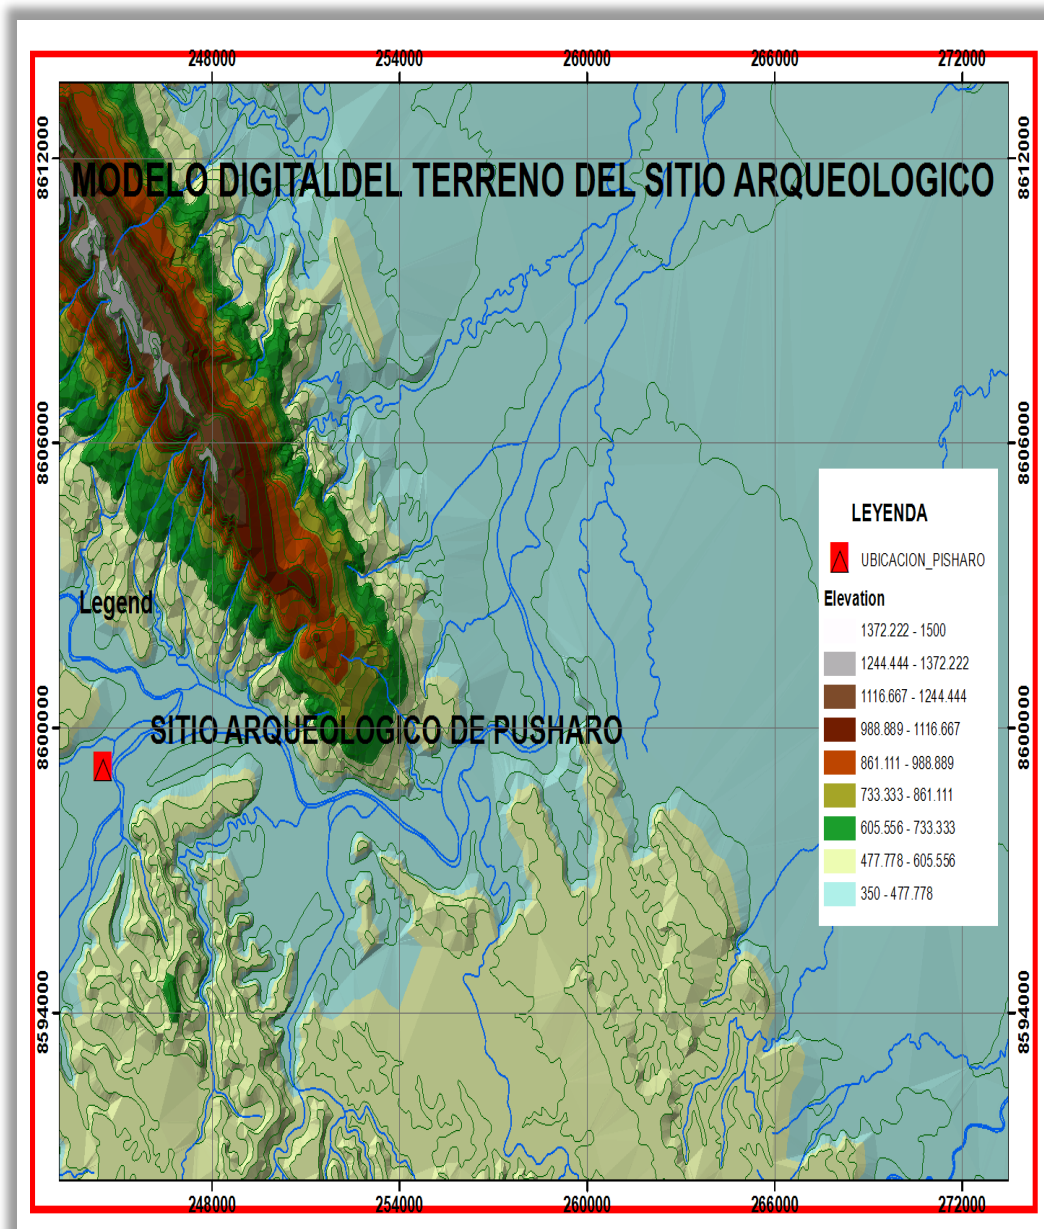 248000 254000 260000 266000 272000
8612000 8612000
MODELO DIGITALDEL TERRENO DEL SITIO ARQUEOLOGICO
8606000 8606000
LEYENDA
UBICACION_PISHARO
Elevation
1372.222 - 1500
1244.444 - 1372.222
1116.667 - 1244.444
988.889 - 1116.667
861.111 - 988.889
733.333 - 861.111
605.556 - 733.333
477.778 - 605.556
350 - 477.778
Legend
8600000 8600000
SITIO ARQUEOLOGICO DE PUSHARO
8594000 8594000
248000 254000 260000 266000 272000